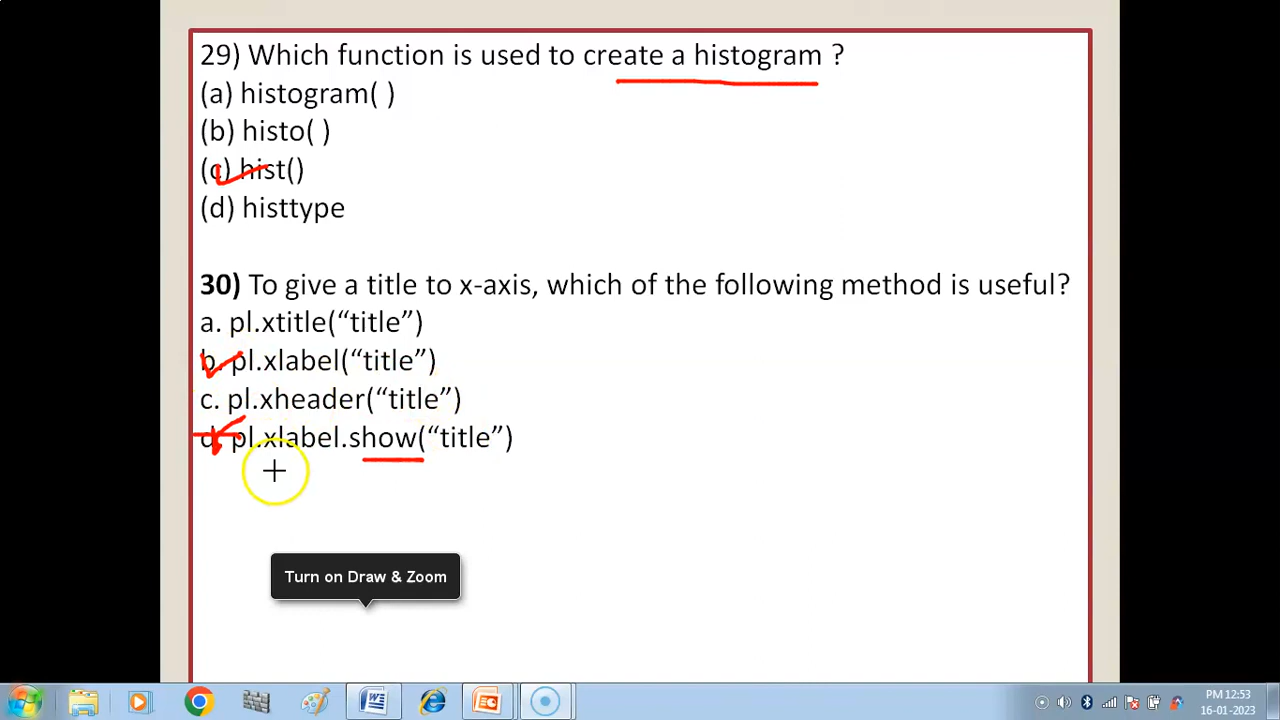 29) Which function is used to create a histogram ?
(a) histogram( )
(b) histo( )
(c) hist()
(d) histtype
30) To give a title to x-axis, which of the following method is useful?
a. pl.xtitle(“title”)
b. pl.xlabel(“title”)
c. pl.xheader(“title”)
d. pl.xlabel.show(“title”)
Turn on Draw & Zoom
PM 12:53
16-01-2023